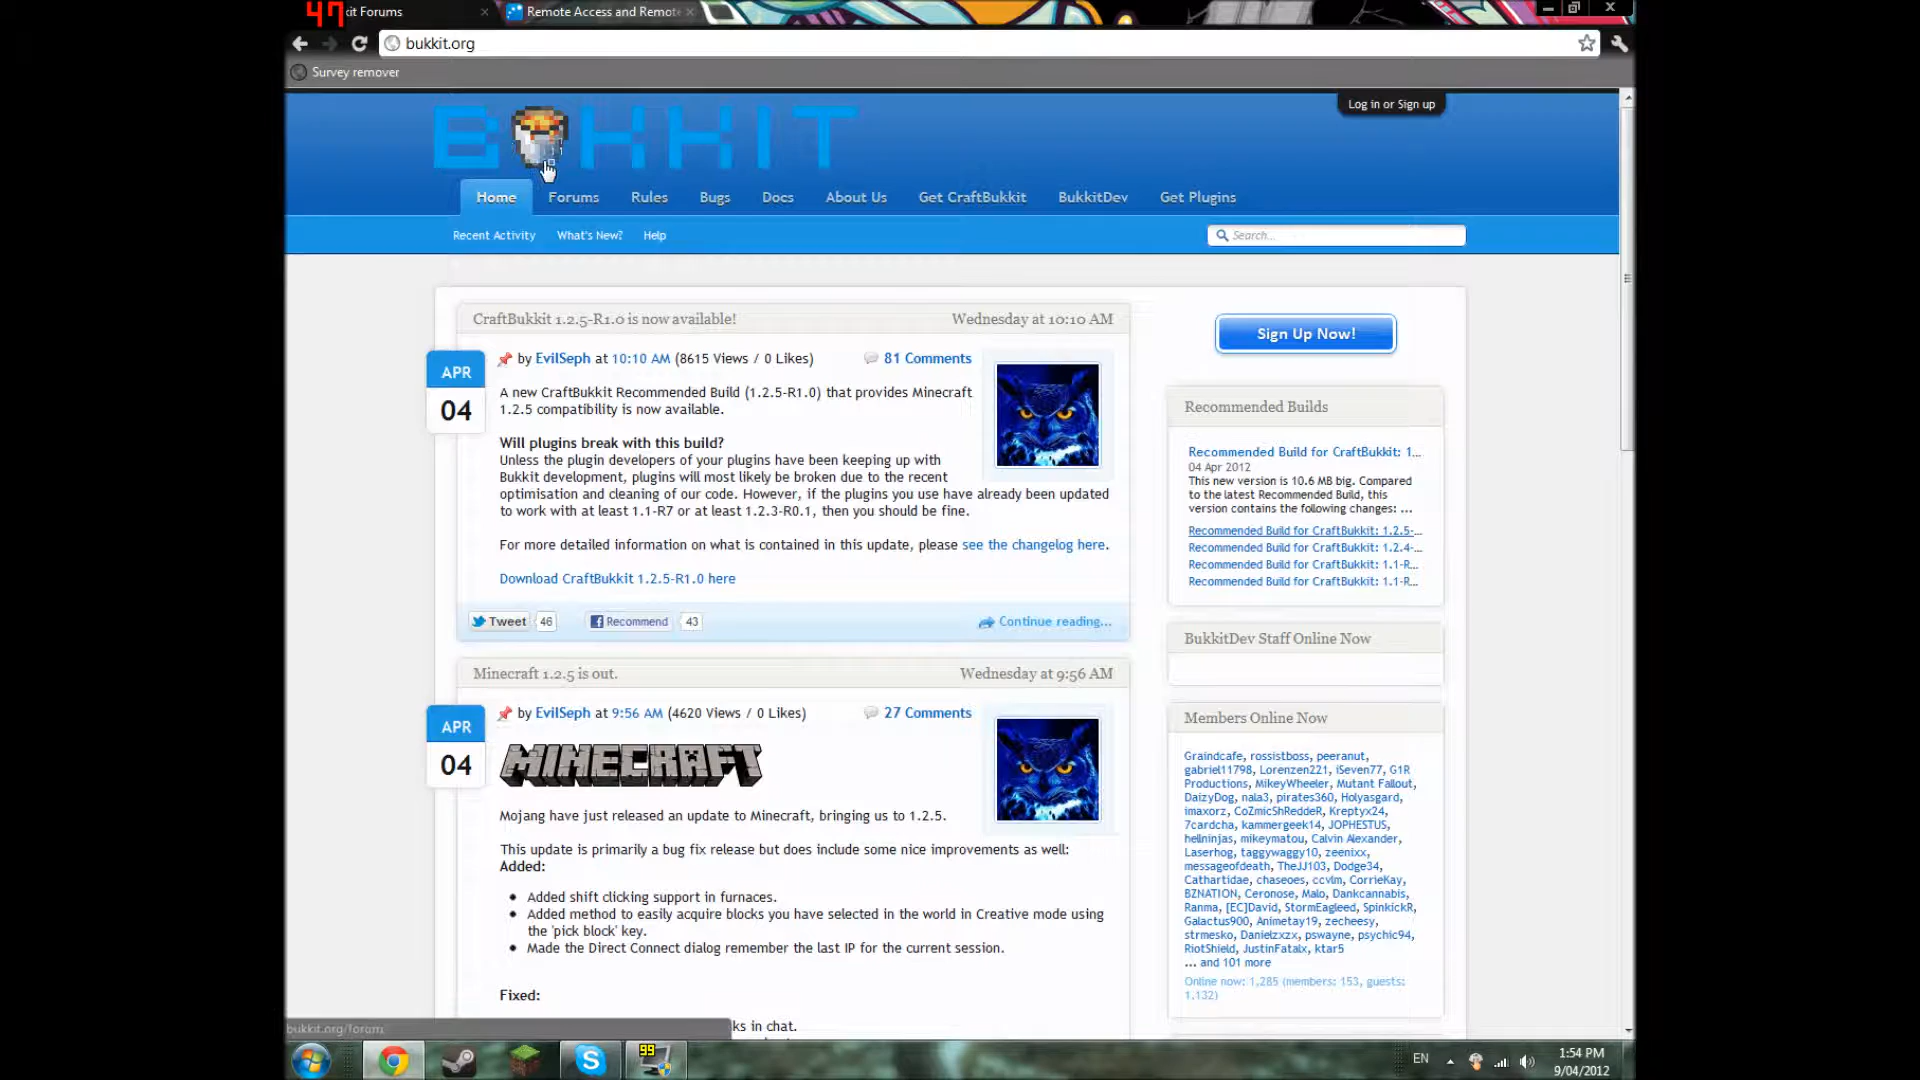 47
kit Forums
Remote Access and Remot
bukkit.org
Survey remover
Log in or Sign up
BUKKIT
Home Forums Rules Bugs Docs About Us Get CraftBukkit BukkitDev Get Plugins
Recent Activity What's New? Help
Search...
CraftBukkit 1.2.5-R1.0 is now available! Wednesday at 10:10 AM
APR
04
by EvilSeph at 10:10 AM (8615 Views / 0 Likes) 81 Comments
A new CraftBukkit Recommended Build (1.2.5-R1.0) that provides Minecraft
1.2.5 compatibility is now available.
Will plugins break with this build?
Unless the plugin developers of your plugins have been keeping up with
Bukkit development, plugins will most likely be broken due to the recent
optimisation and cleaning of our code. However, if the plugins you use have already been updated
to work with at least 1.1-R7 or at least 1.2.3-R0.1, then you should be fine.
For more detailed information on what is contained in this update, please see the changelog here.
Download CraftBukkit 1.2.5-R1.0 here
Tweet 46 Recommend 43 Continue reading...
Minecraft 1.2.5 is out. Wednesday at 9:56 AM
APR
04
by EvilSeph at 9:56 AM (4620 Views / 0 Likes) 27 Comments
MINECRAFT
Mojang have just released an update to Minecraft, bringing us to 1.2.5.
This update is primarily a bug fix release but does include some nice improvements as well:
Added:
Added shift clicking support in furnaces.
Added method to easily acquire blocks you have selected in the world in Creative mode using
the 'pick block' key.
Made the Direct Connect dialog remember the last IP for the current session.
Fixed:
ks in chat.
Sign Up Now!
Recommended Builds
Recommended Build for CraftBukkit: 1...
04 Apr 2012
This new version is 10.6 MB big. Compared
to the latest Recommended Build, this
version contains the following changes: ...
Recommended Build for CraftBukkit: 1.2.5-...
Recommended Build for CraftBukkit: 1.2.4-...
Recommended Build for CraftBukkit: 1.1-R...
Recommended Build for CraftBukkit: 1.1-R...
BukkitDev Staff Online Now
Members Online Now
Graindcafe, rossistboss, peeranut,
gabriel11798, Lorenzen221, iSeven77, G1R
Productions, MikeyWheeler, Mutant Fallout,
DaizyDog, nala3, pirates360, Holyasgard,
imaxorz, CoZmicShReddeR, Kreptyx24,
7cardcha, kammergeek14, JOPHESTUS,
hellninjas, mikeymatou, Calvin Alexander,
Laserhog, taggywaggy10, zeenixx,
messageofdeath, TheJJ103, Dodge34,
Cathartidae, chaseoes, ccvlm, CorrieKay,
BZNATION, Ceronose, Malo, Dankcannabis,
Ranma, [EC]David, StormEagleed, SpinkickR,
Galactus900, Animetay19, zecheesy,
strmesko, Danielzxzx, pswayne, psychic94,
RiotShield, JustinFatalx, ktar5
... and 101 more
Online now: 1,285 (members: 153, guests:
1,132)
bukkit.org/forum
99
EN
1:54 PM
9/04/2012